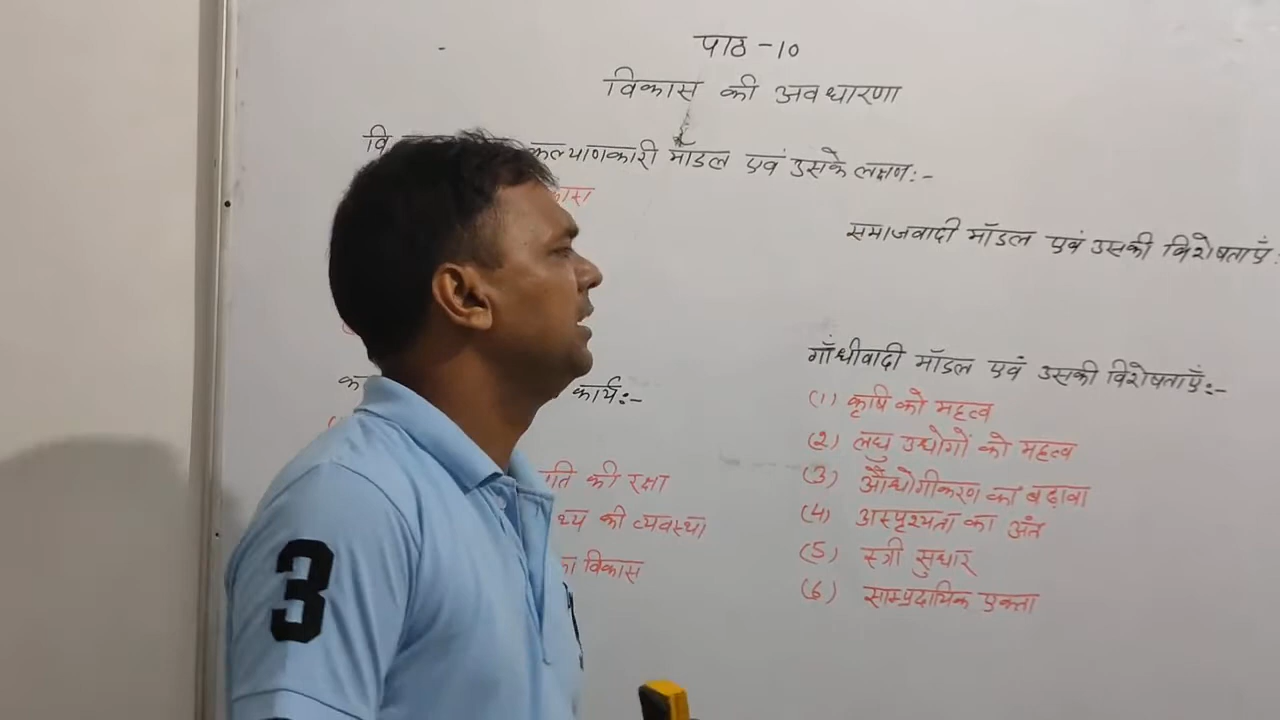 पाठ -10
विकास की अवधारणा
कल्याणकारी मॉडल एवं उसके लक्षण:-
समाजवादी मॉडल एवं उसकी विशेषताएँ:
कार्य:-
की रक्षा
की व्यवस्था
विकास
गाँधीवादी मॉडल एवं उसकी विशेषताएँ:-
(1) कृषि को महत्व
(2) लघु उद्योगों को महत्व
(3) औद्योगीकरण का बढ़ावा
(4) अस्पृश्यता का अंत
(5) स्त्री सुधार
(6) साम्प्रदायिक एकता
3